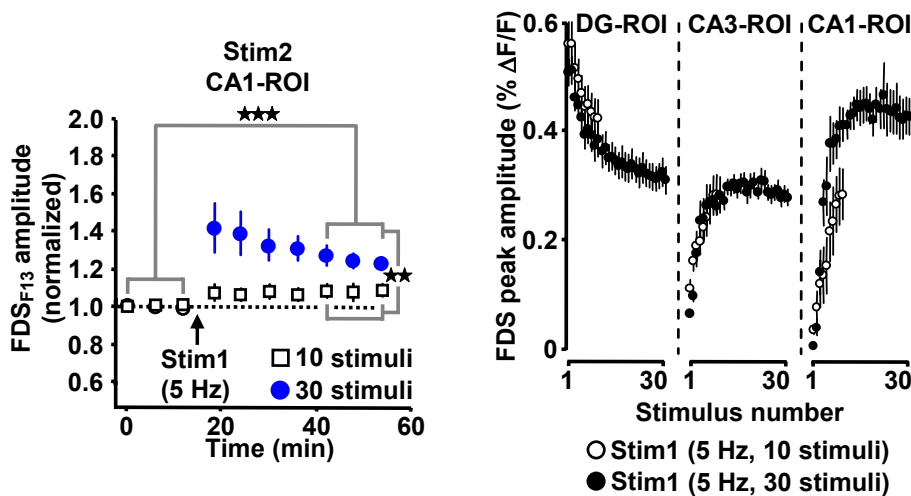 Stim2
CA1-ROI
★★★
FDSF13 amplitude
(normalized)
2.0
1.8
1.6
1.4
1.2
1.0
0.8
0.6
★★
Stim1
(5 Hz)
10 stimuli
30 stimuli
0 20 40 60
Time (min)
DG-ROI CA3-ROI CA1-ROI
FDS peak amplitude (% ΔF/F)
0.6
0.4
0.2
0
1 30 1 30 1 30
Stimulus number
Stim1 (5 Hz, 10 stimuli)
Stim1 (5 Hz, 30 stimuli)